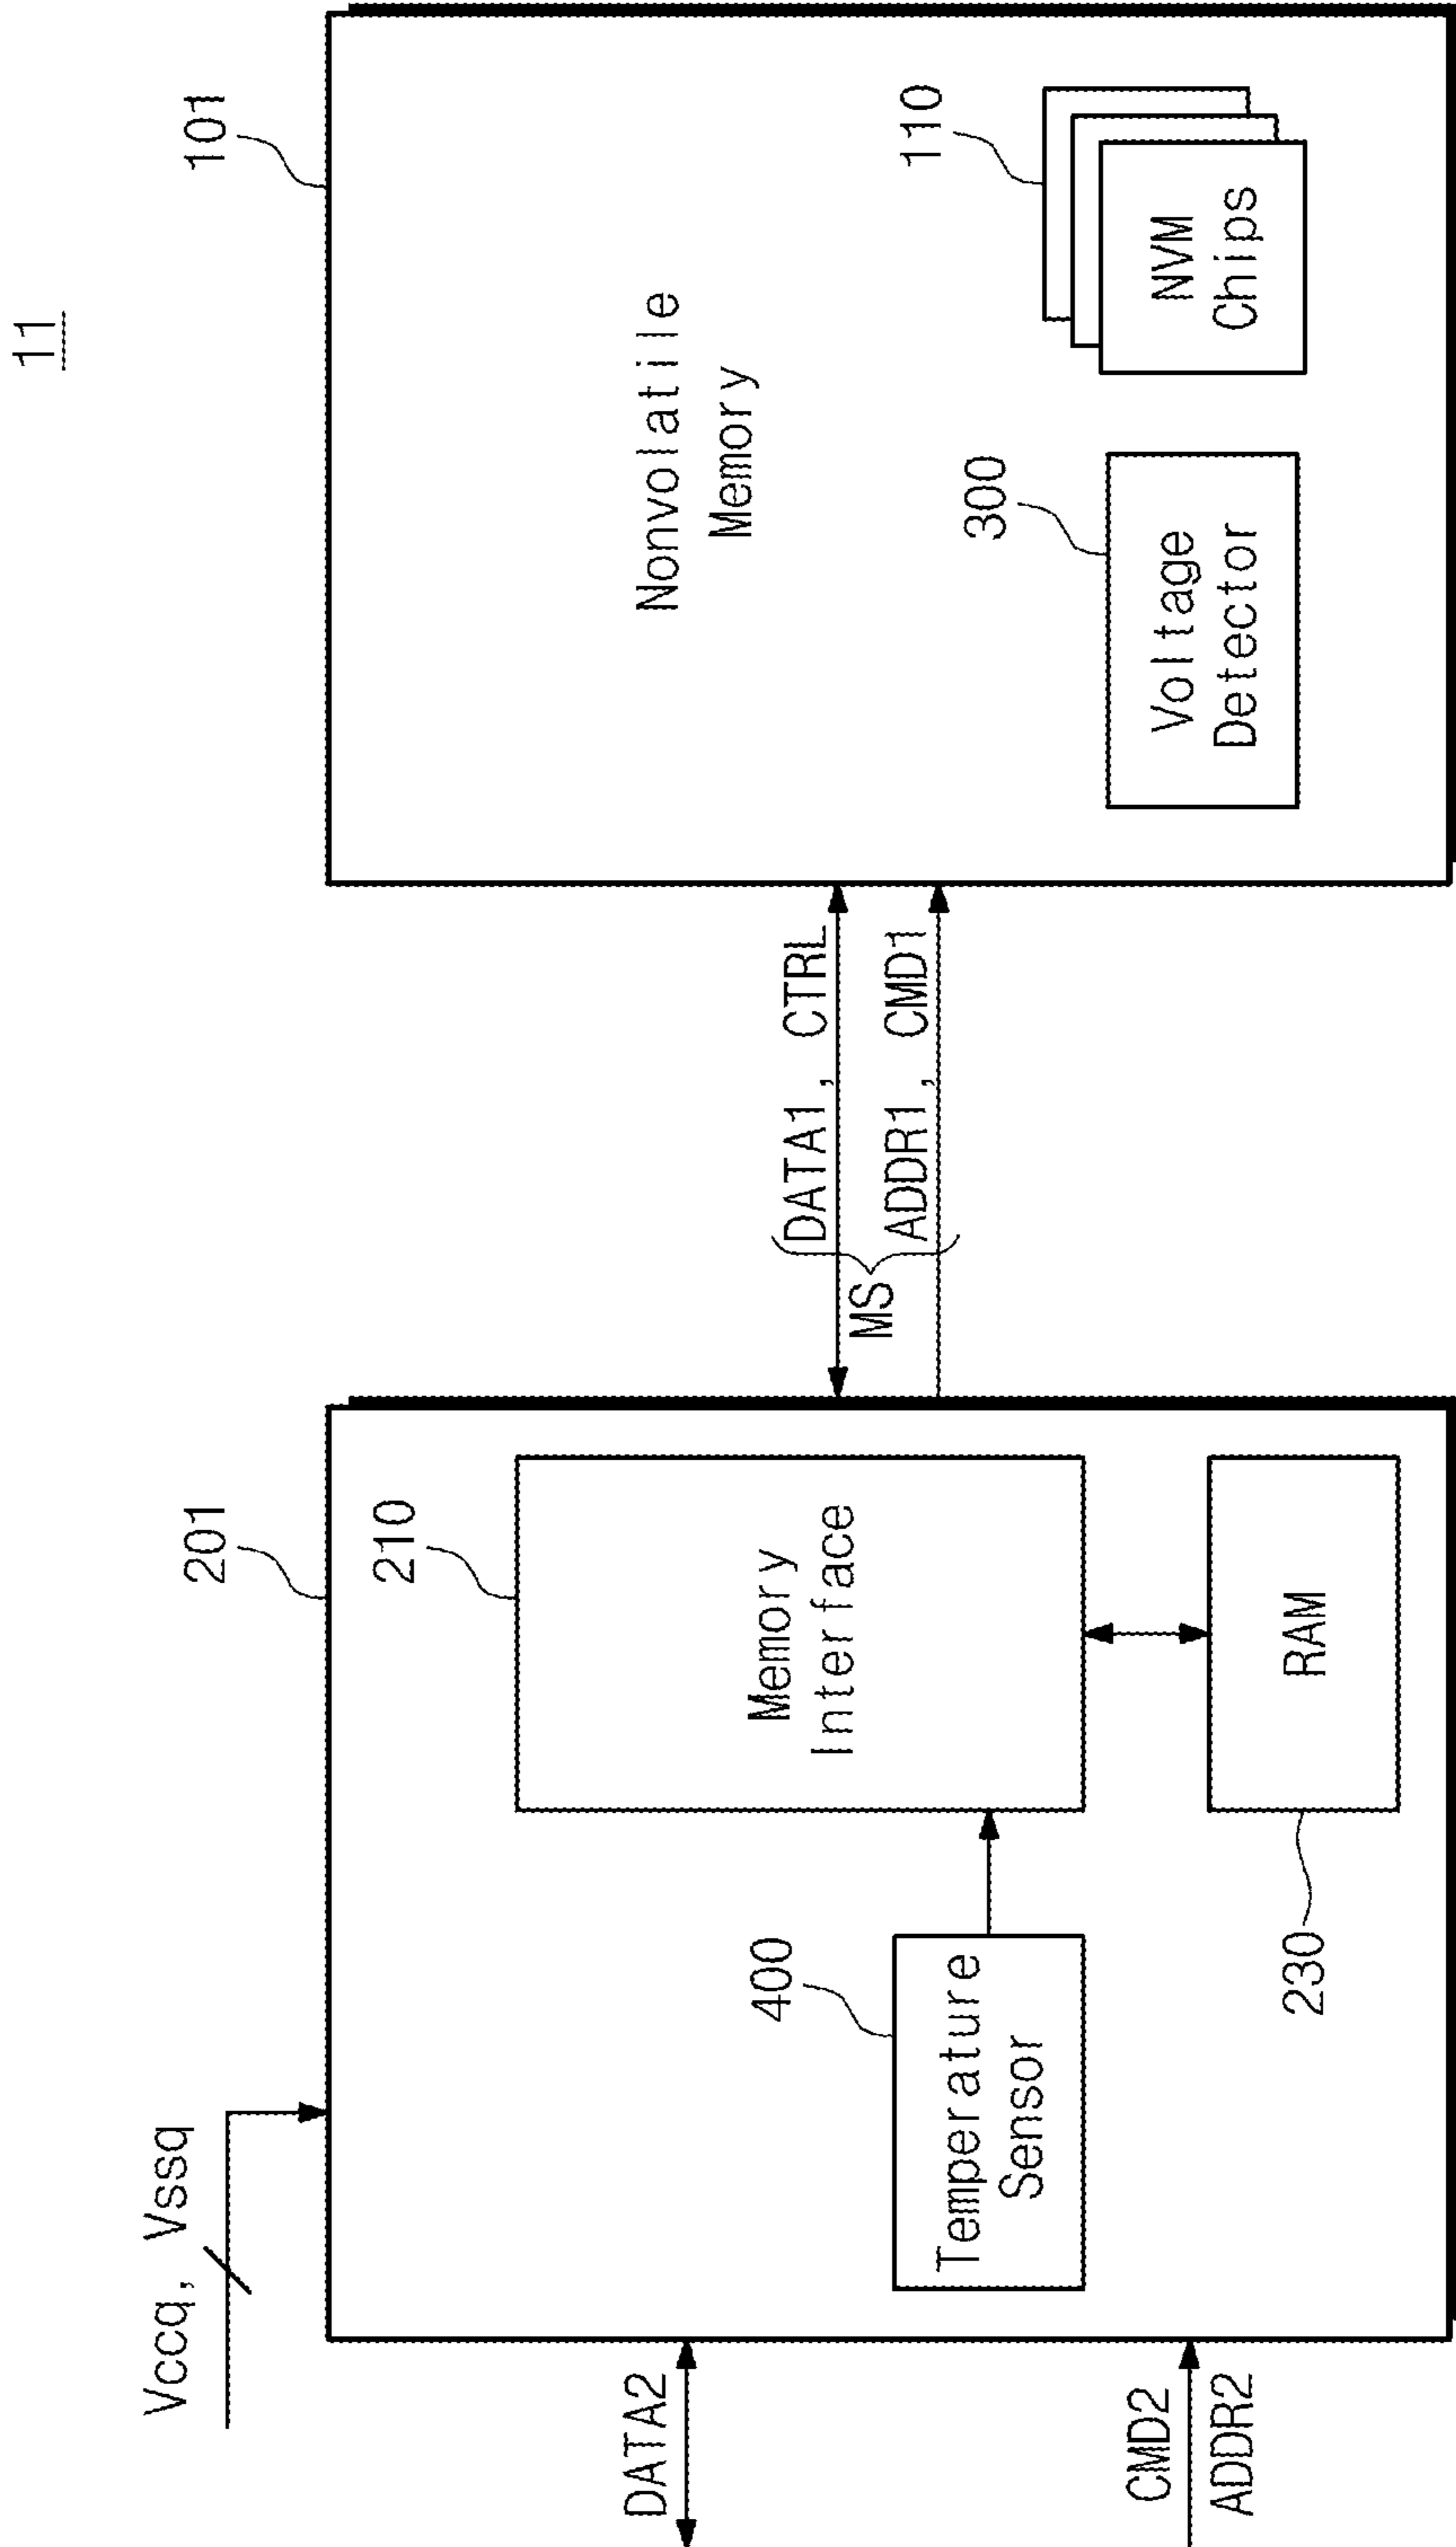 11
Vccq, Vssq
201
101
210
Memory
Interface
Nonvolatile
Memory
DATA2
400
Temperature
Sensor
DATA1, CTRL
MS
ADDR1, CMD1
300
Voltage
Detector
110
NVM
Chips
CMD2
ADDR2
230
RAM